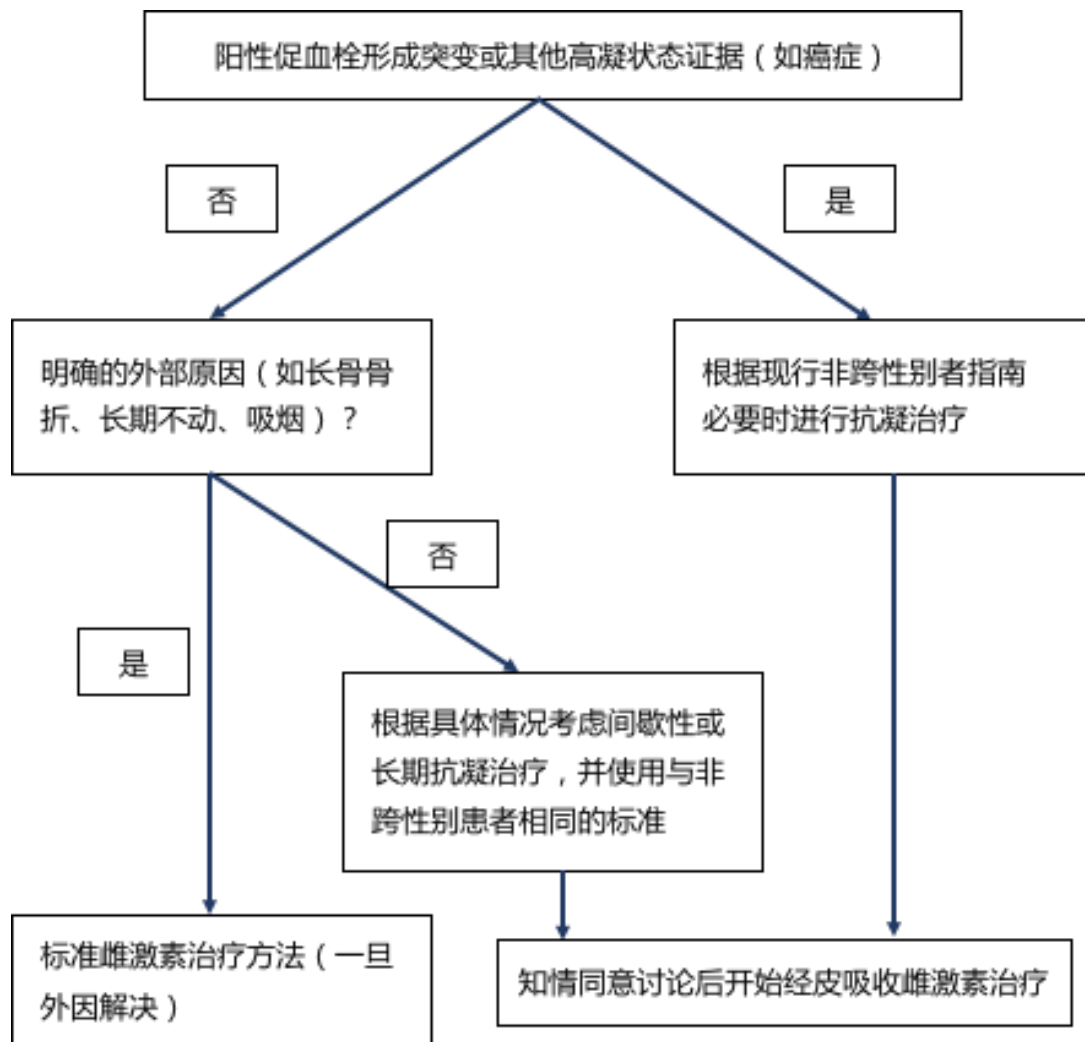 阳性促血栓形成突变或其他高凝状态证据（如癌症）
否
是
明确的外部原因（如长骨骨
折、长期不动、吸烟）？
根据现行非跨性别者指南
必要时进行抗凝治疗
否
是
根据具体情况考虑间歇性或
长期抗凝治疗，并使用与非
跨性别患者相同的标准
标准雌激素治疗方法（一旦
外因解决）
知情同意讨论后开始经皮吸收雌激素治疗